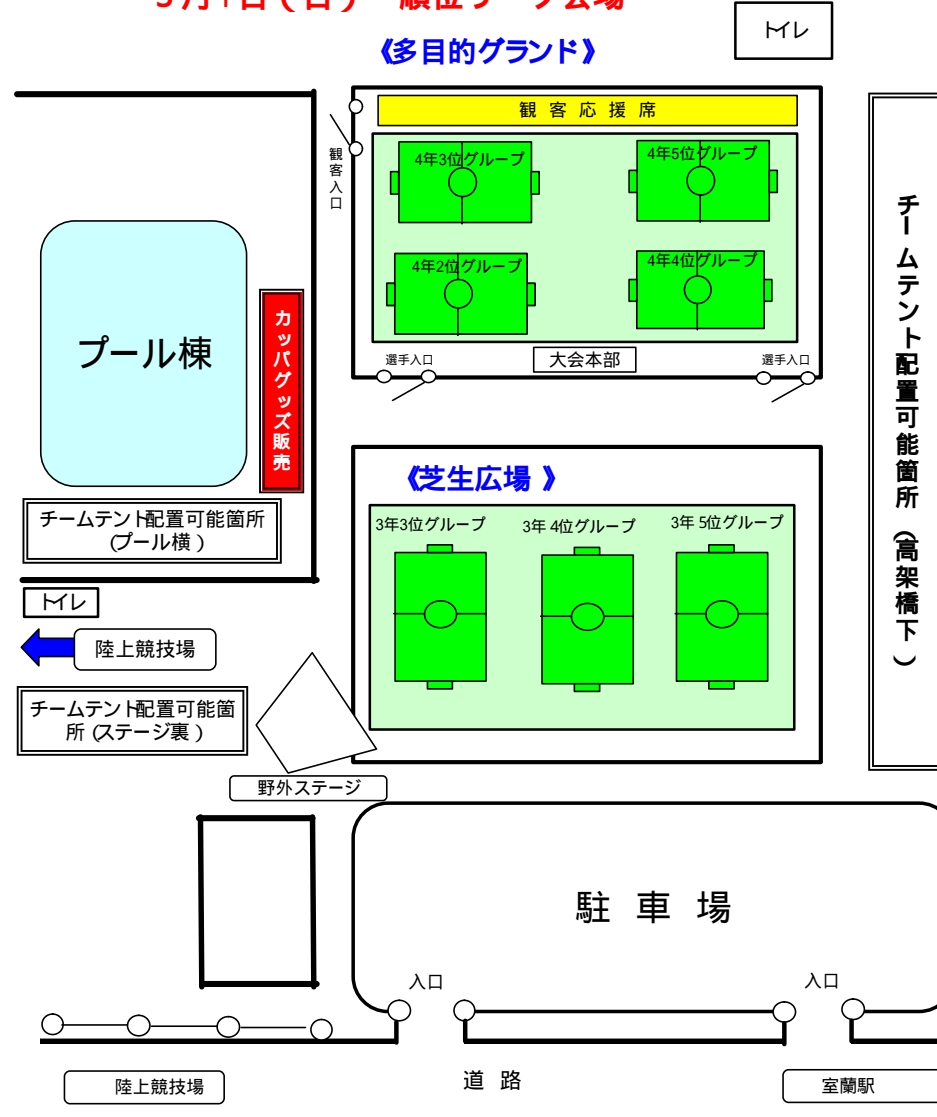 順位リーグ会場
トイレ
《多目的グランド》
観客応援席
観客入口
4年3位グループ
4年5位グループ
4年2位グループ
4年4位グループ
選手入口
大会本部
選手入口
チームテント配置可能箇所（高架橋下）
プール棟
カッパグッズ販売
チームテント配置可能箇所
（プール横）
トイレ
陸上競技場
チームテント配置可能箇
所（ステージ裏）
《芝生広場 》
3年3位グループ
3年 4位グループ
3年 5位グループ
野外ステージ
駐車場
入口
入口
陸上競技場
道路
室蘭駅